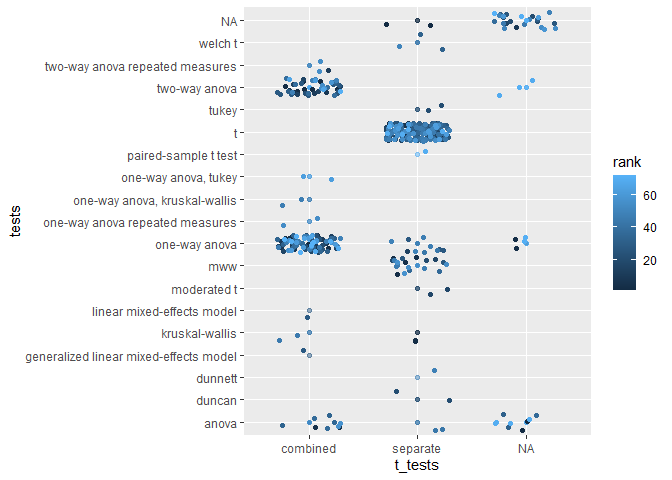 NA
welch t
two-way anova repeated measures
two-way anova
tukey
t
paired-sample t test
one-way anova, tukey
one-way anova, kruskal-wallis
one-way anova repeated measures
one-way anova
mww
moderated t
linear mixed-effects model
kruskal-wallis
generalized linear mixed-effects model
dunnett
duncan
anova
tests
combined
separate
NA
t_tests
rank
60
40
20